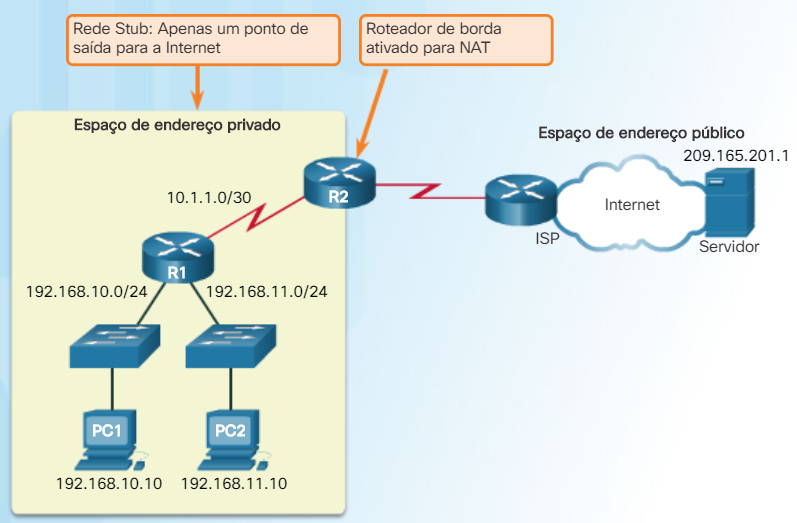 Rede Stub: Apenas um ponto de
saída para a Internet
Roteador de borda
ativado para NAT
Espaço de endereço privado
Espaço de endereço público
209.165.201.1
10.1.1.0/30
R2
Internet
ISP
Servidor
R1
192.168.10.0/24
192.168.11.0/24
PC1
PC2
192.168.10.10
192.168.11.10